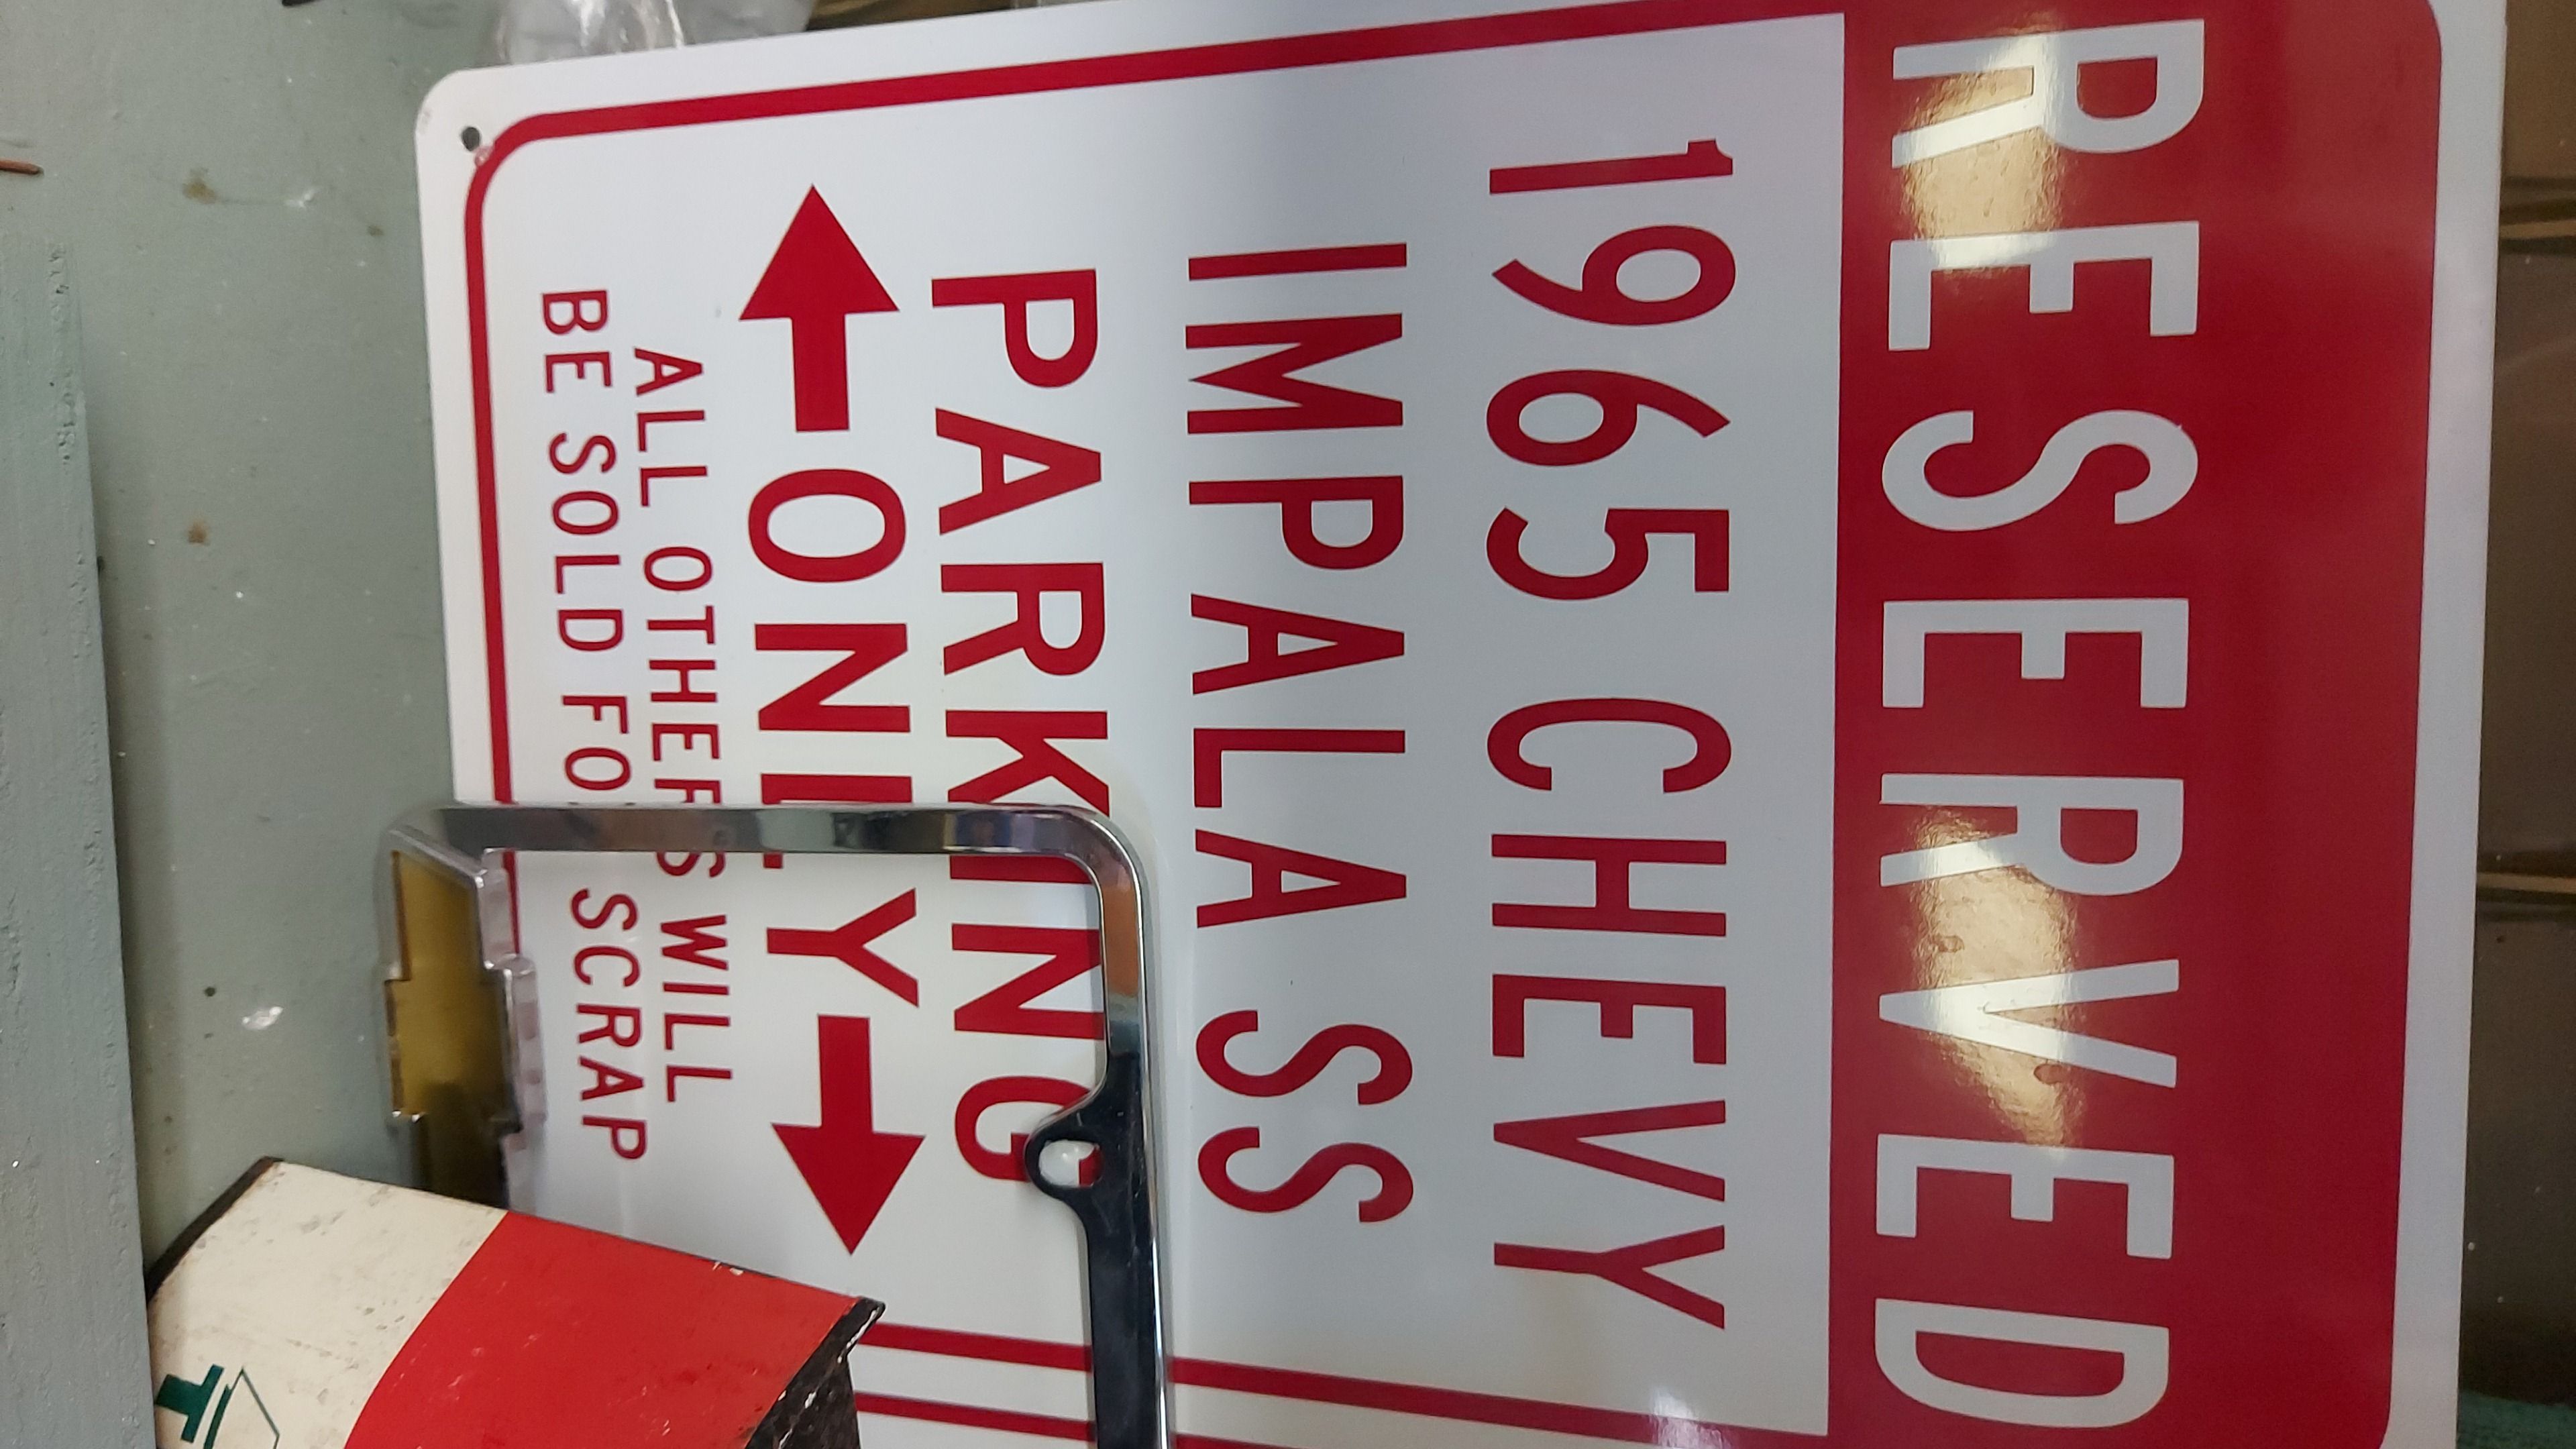 RESERVED
1965 CHEVY
IMPALA SS
PARKING
ONLY
ALL OTHERS WILL
BE SOLD FOR SCRAP
T